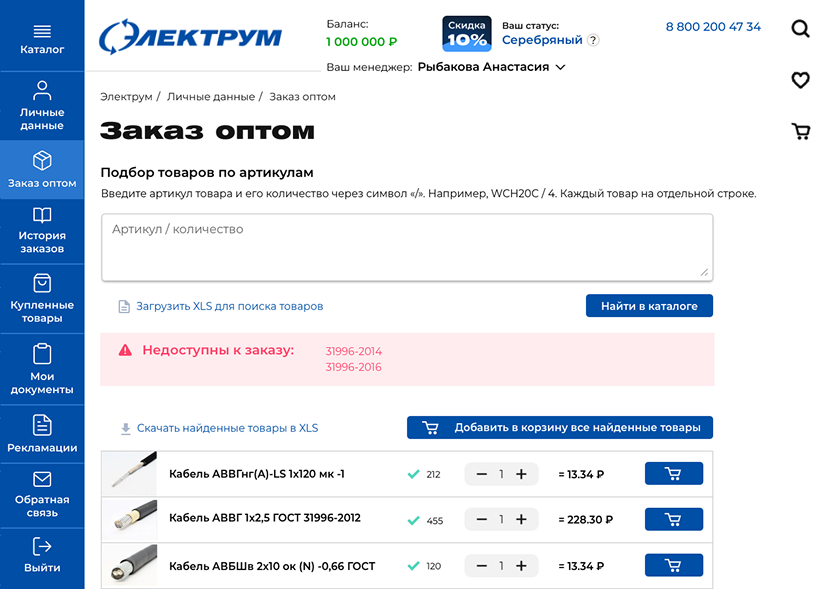 Каталог
Личные
данные
Заказ оптом
История
заказов
Купленные
товары
Мои
документы
Рекламации
Обратная
связь
Выйти
ЭЛЕКТРУМ
Баланс:
1 000 000 ₽
Скидка
10%
Ваш статус:
Серебряный ?
8 800 200 47 34
Ваш менеджер: Рыбакова Анастасия
Электрум / Личные данные / Заказ оптом
Заказ оптом
Подбор товаров по артикулам
Введите артикул товара и его количество через символ «/». Например, WCH20C / 4. Каждый товар на отдельной строке.
Артикул / количество
Загрузить XLS для поиска товаров
Найти в каталоге
Недоступны к заказу:
31996-2014
31996-2016
Скачать найденные товары в XLS
Добавить в корзину все найденные товары
Кабель АВВГнг(А)-LS 1х120 мк -1 212 − 1 + = 13.34 ₽
Кабель АВВГ 1х2,5 ГОСТ 31996-2012 455 − 1 + = 228.30 ₽
Кабель АВБШв 2х10 ок (N) -0,66 ГОСТ 120 − 1 + = 13.34 ₽